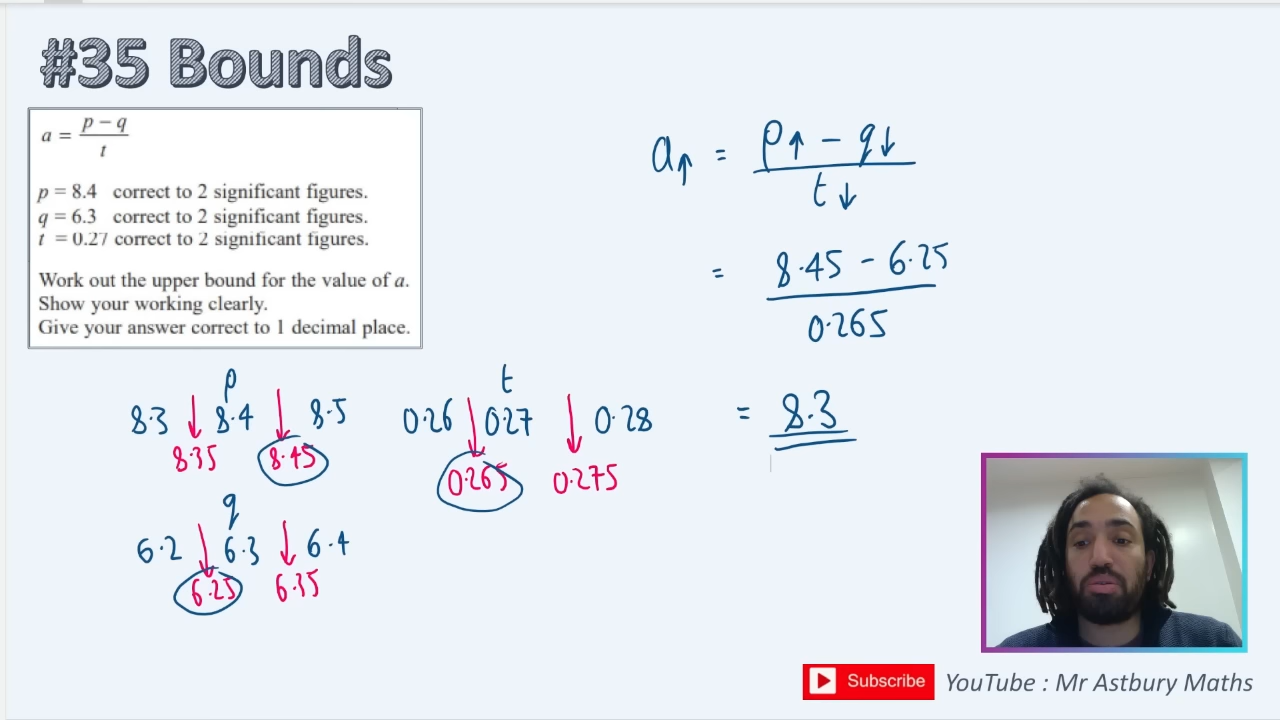 #35 Bounds
a = p − q / t
p = 8.4 correct to 2 significant figures.
q = 6.3 correct to 2 significant figures.
t = 0.27 correct to 2 significant figures.
Work out the upper bound for the value of a.
Show your working clearly.
Give your answer correct to 1 decimal place.
p
8.3 ↓ 8.4 ↓ 8.5
8.35 8.45
q
6.2 ↓ 6.3 ↓ 6.4
6.25 6.35
t
0.26 ↓ 0.27 ↓ 0.28
0.265 0.275
a↑ = p↑ − q↓ / t↓
= 8.45 − 6.25 / 0.265
= 8.3
Subscribe YouTube : Mr Astbury Maths